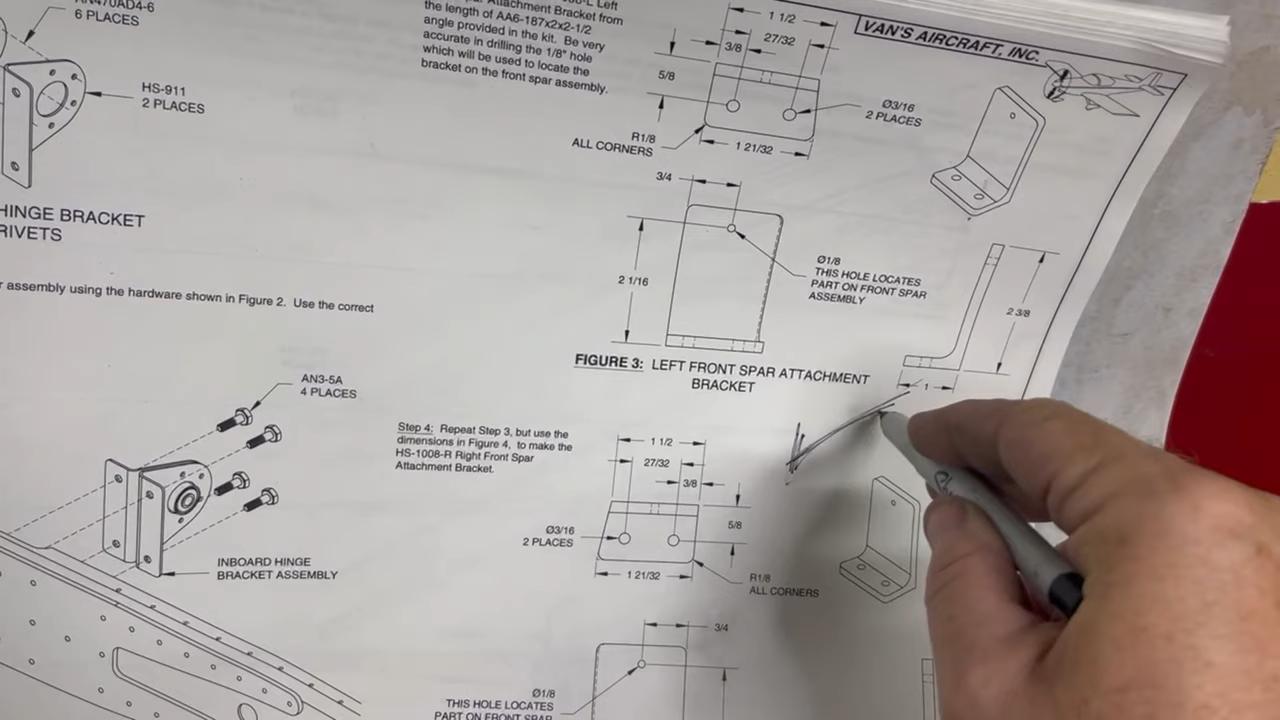 AN470AD4-6
6 PLACES
HS-911
2 PLACES
HINGE BRACKET
RIVETS
assembly using the hardware shown in Figure 2. Use the correct
AN3-5A
4 PLACES
INBOARD HINGE
BRACKET ASSEMBLY
Left
Attachment Bracket from
the length of AA6-187x2x2-1/2
angle provided in the kit. Be very
accurate in drilling the 1/8" hole
which will be used to locate the
bracket on the front spar assembly.
VAN'S AIRCRAFT, INC.
1 1/2
27/32
3/8
5/8
Ø3/16
2 PLACES
R1/8
ALL CORNERS
1 21/32
3/4
Ø1/8
THIS HOLE LOCATES
PART ON FRONT SPAR
ASSEMBLY
2 1/16
2 3/8
1
FIGURE 3: LEFT FRONT SPAR ATTACHMENT
BRACKET
Step 4: Repeat Step 3, but use the
dimensions in Figure 4, to make the
HS-1008-R Right Front Spar
Attachment Bracket.
1 1/2
27/32
3/8
5/8
Ø3/16
2 PLACES
1 21/32
R1/8
ALL CORNERS
3/4
Ø1/8
THIS HOLE LOCATES
PART ON FRONT SPAR